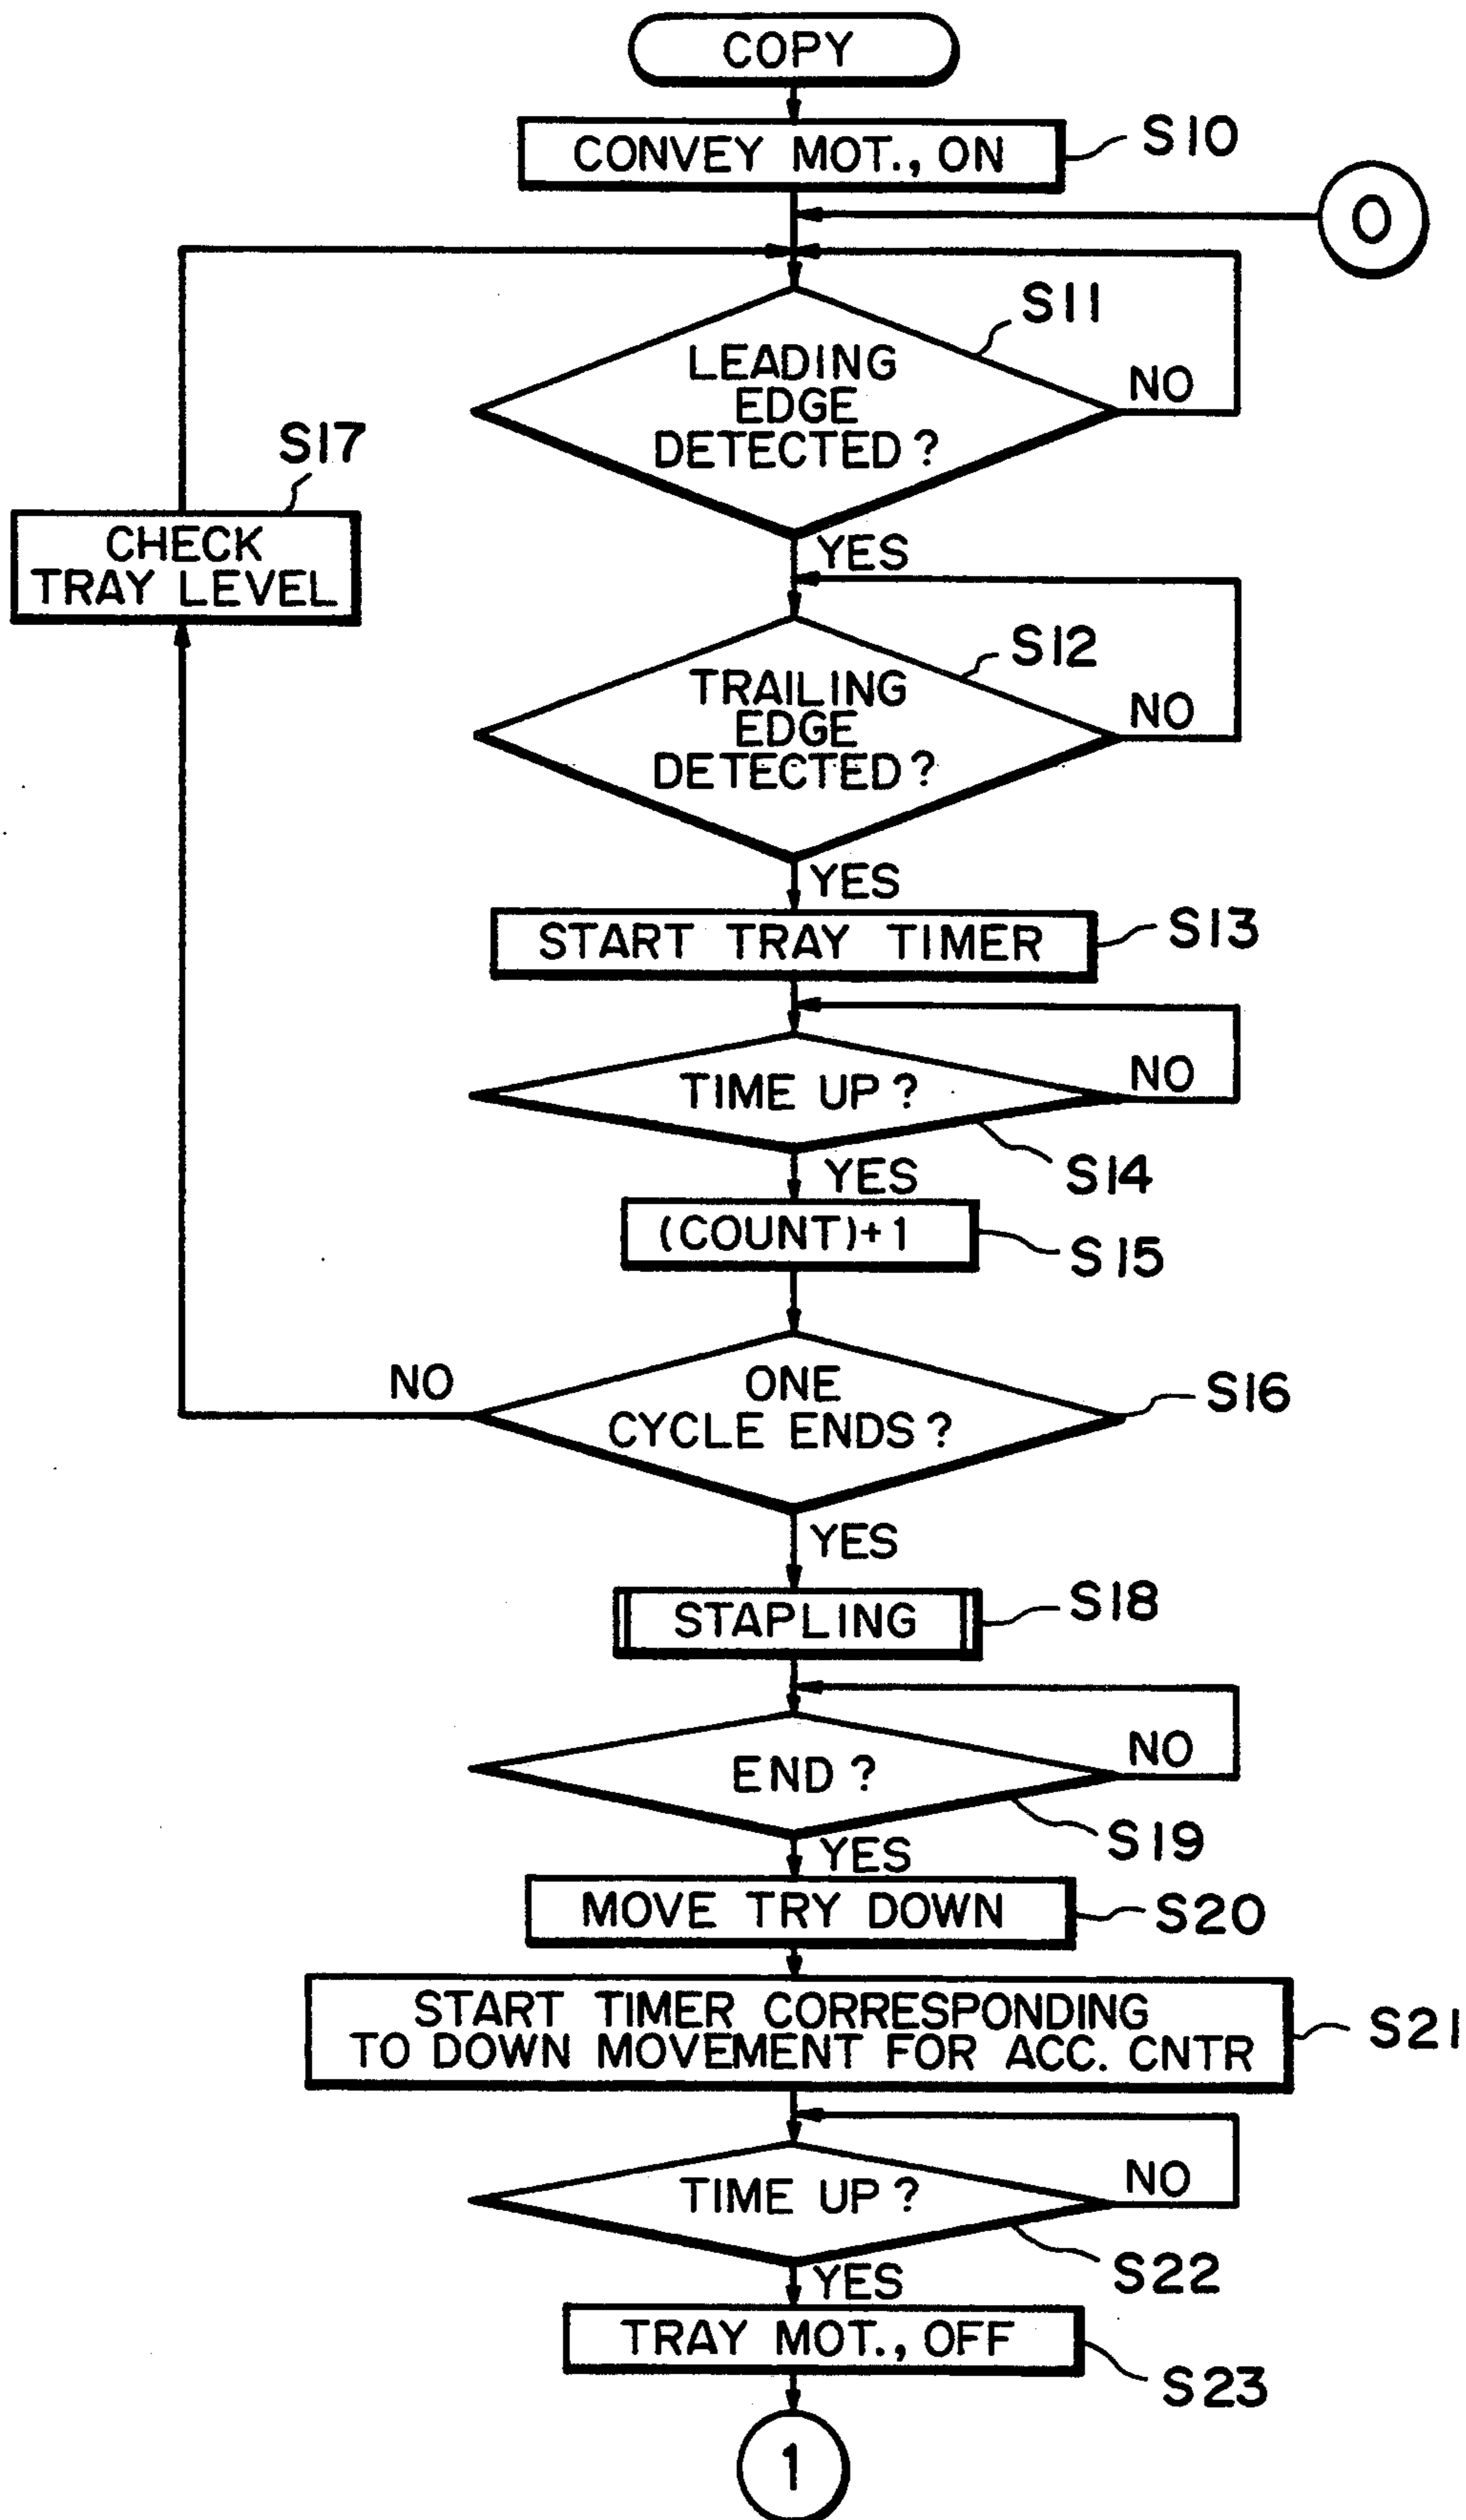 COPY
CONVEY MOT., ON
S10
O
S11
LEADING
EDGE
DETECTED ?
NO
S17
CHECK
TRAY LEVEL
YES
S12
TRAILING
EDGE
DETECTED ?
NO
YES
START TRAY TIMER
S13
TIME UP ?
NO
S14
YES
(COUNT)+1
S15
NO
ONE
CYCLE ENDS ?
S16
YES
STAPLING
S18
END ?
NO
S19
YES
MOVE TRY DOWN
S20
START TIMER CORRESPONDING
TO DOWN MOVEMENT FOR ACC. CNTR
S21
TIME UP ?
NO
S22
YES
TRAY MOT., OFF
S23
1